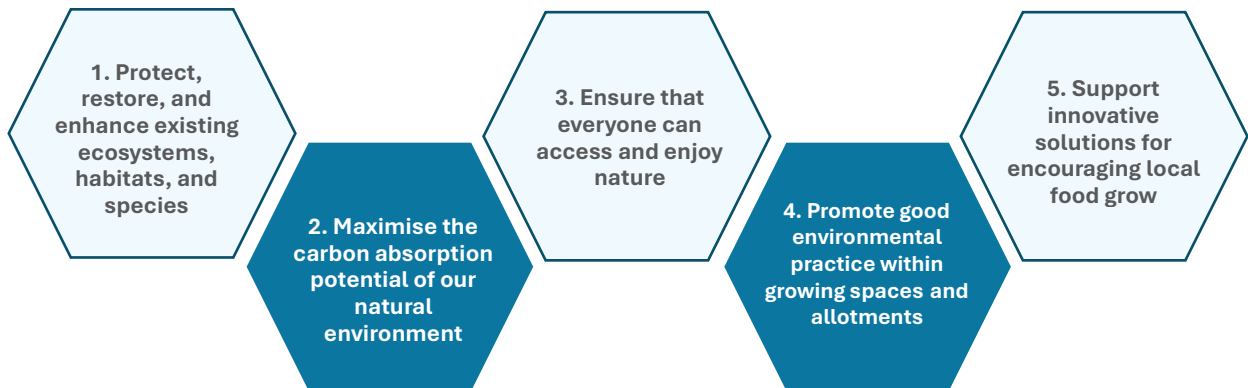 1. Protect,
restore, and
enhance existing
ecosystems,
habitats, and
species
2. Maximise the
carbon absorption
potential of our
natural
environment
3. Ensure that
everyone can
access and enjoy
nature
4. Promote good
environmental
practice within
growing spaces and
allotments
5. Support
innovative
solutions for
encouraging local
food grow